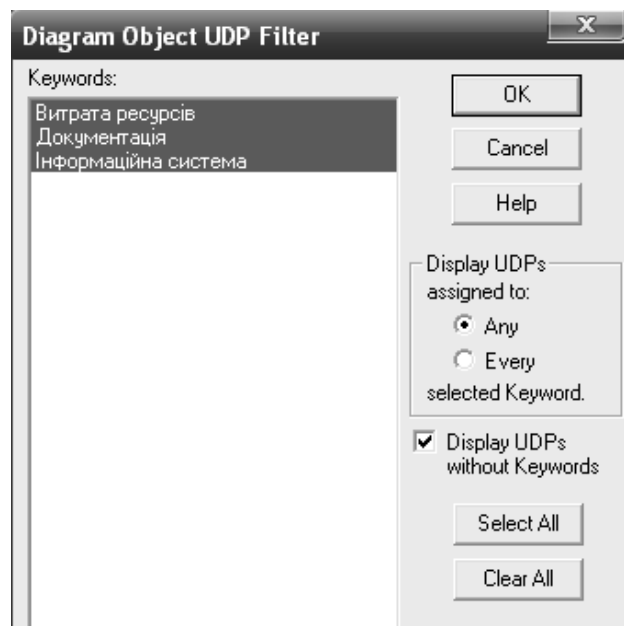 Diagram Object UDP Filter
Keywords:
Витрата ресурсів
Документація
Інформаційна система
OK
Cancel
Help
Display UDPs
assigned to:
Any
Every
selected Keyword.
Display UDPs
without Keywords
Select All
Clear All